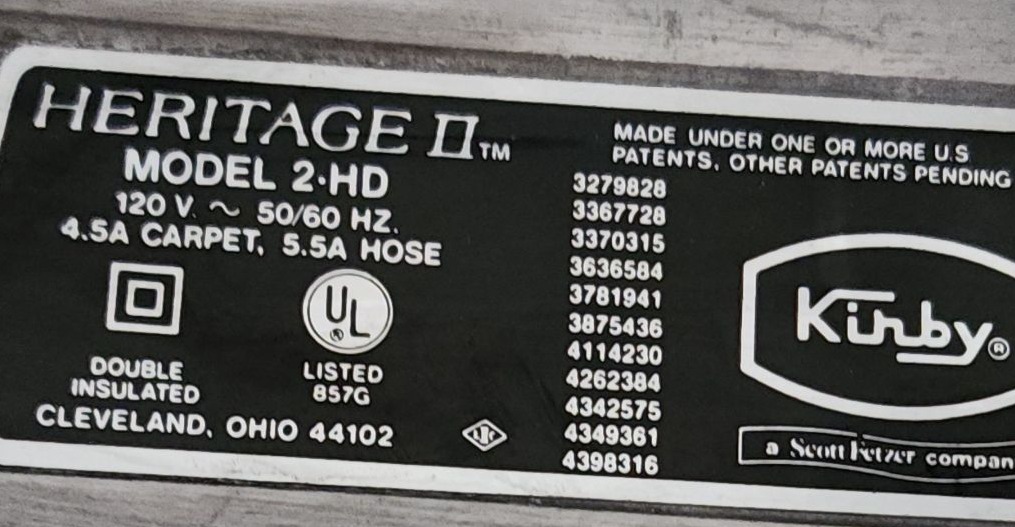 HERITAGE II TM
MODEL 2·HD
120 V. ~ 50/60 HZ.
4.5A CARPET, 5.5A HOSE
UL
DOUBLE
INSULATED
LISTED
857G
CLEVELAND, OHIO 44102
MADE UNDER ONE OR MORE U.S
PATENTS, OTHER PATENTS PENDING
3279828
3367728
3370315
3636584
3781941
3875436
4114230
4262384
4342575
4349361
4398316
Kirby®
a Scott Fetzer compan